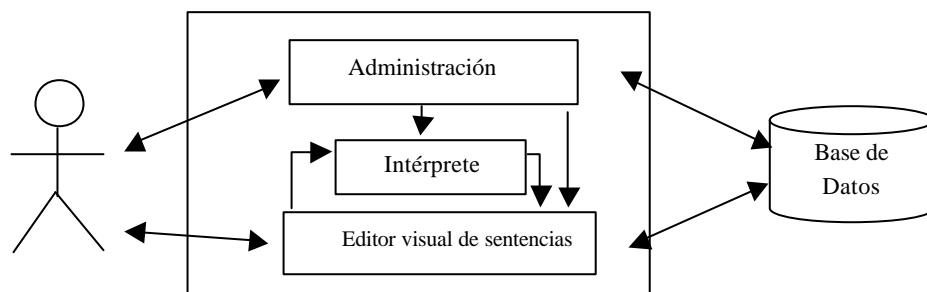 Administración
Intérprete
Editor visual de sentencias
Base de
Datos